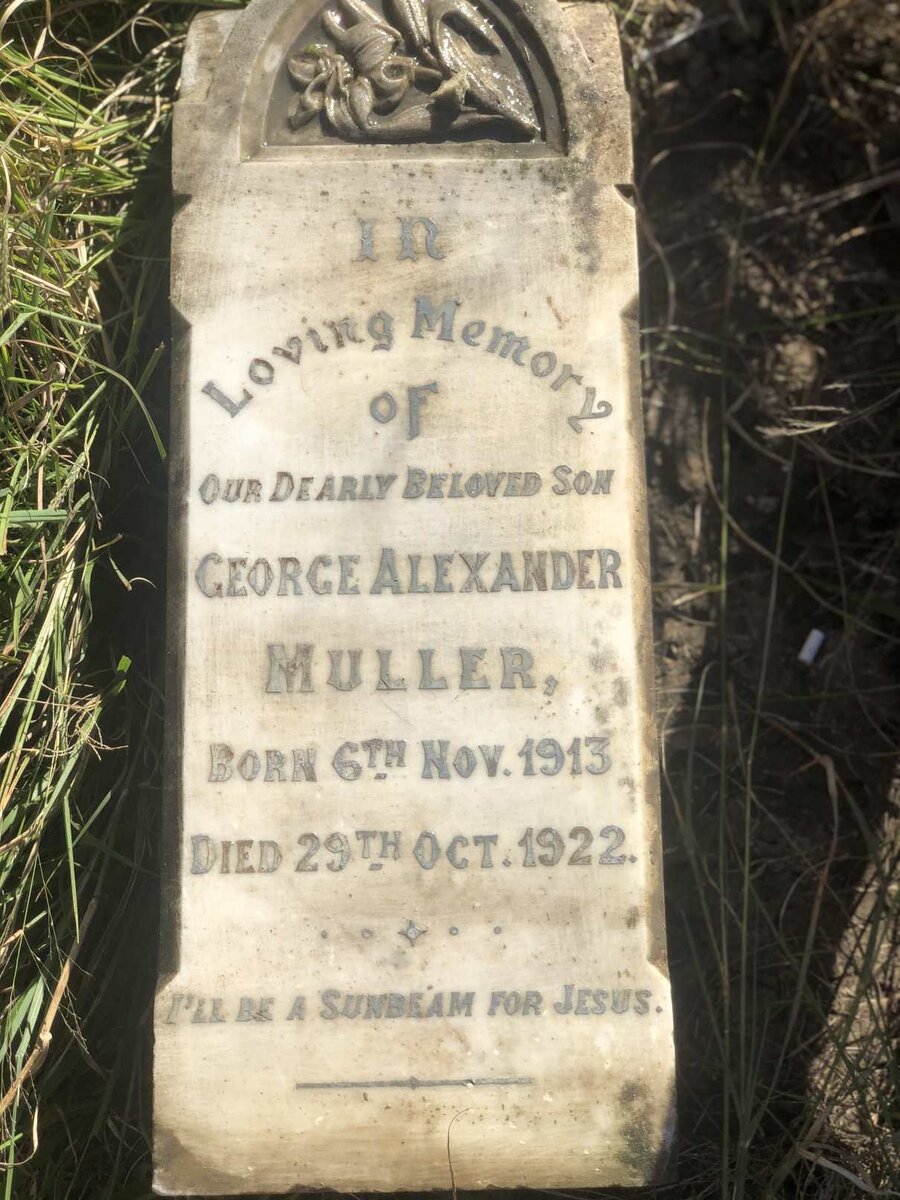 In
Loving Memory
of
Our Dearly Beloved Son
George Alexander
Muller,
Born 6th Nov. 1913
Died 29th Oct. 1922.
I'll be a Sunbeam for Jesus.